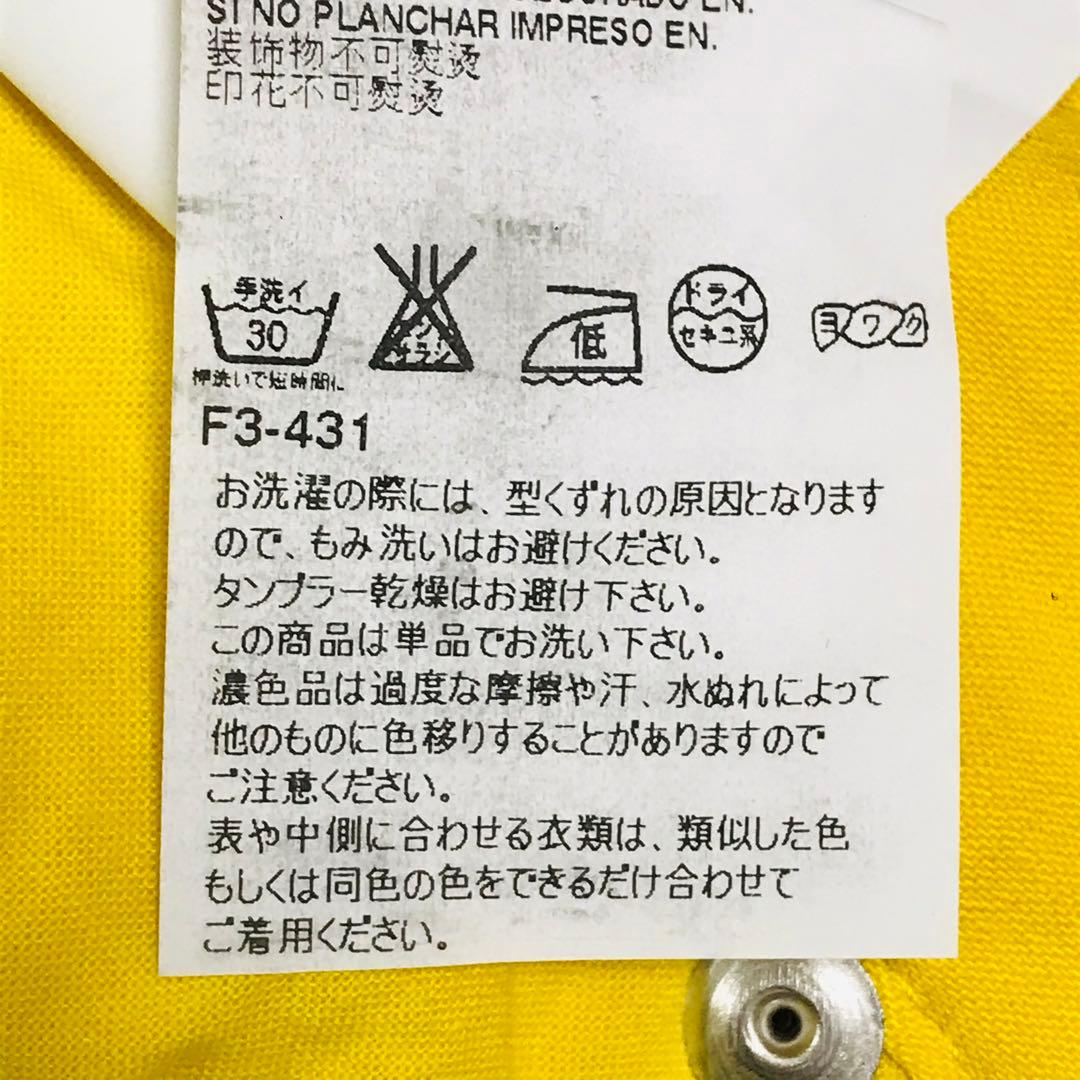 EN.
SI NO PLANCHAR IMPRESO EN.
装饰物不可熨烫
印花不可熨烫
手洗イ
30
押洗いで短時間に
エンソ
サラシ
低
ドライ
セキユ系
ヨワク
F3-431
お洗濯の際には、型くずれの原因となります
ので、もみ洗いはお避けください。
タンブラー乾燥はお避け下さい。
この商品は単品でお洗い下さい。
濃色品は過度な摩擦や汗、水ぬれによって
他のものに色移りすることがありますので
ご注意ください。
表や中側に合わせる衣類は、類似した色
もしくは同色の色をできるだけ合わせて
ご着用ください。